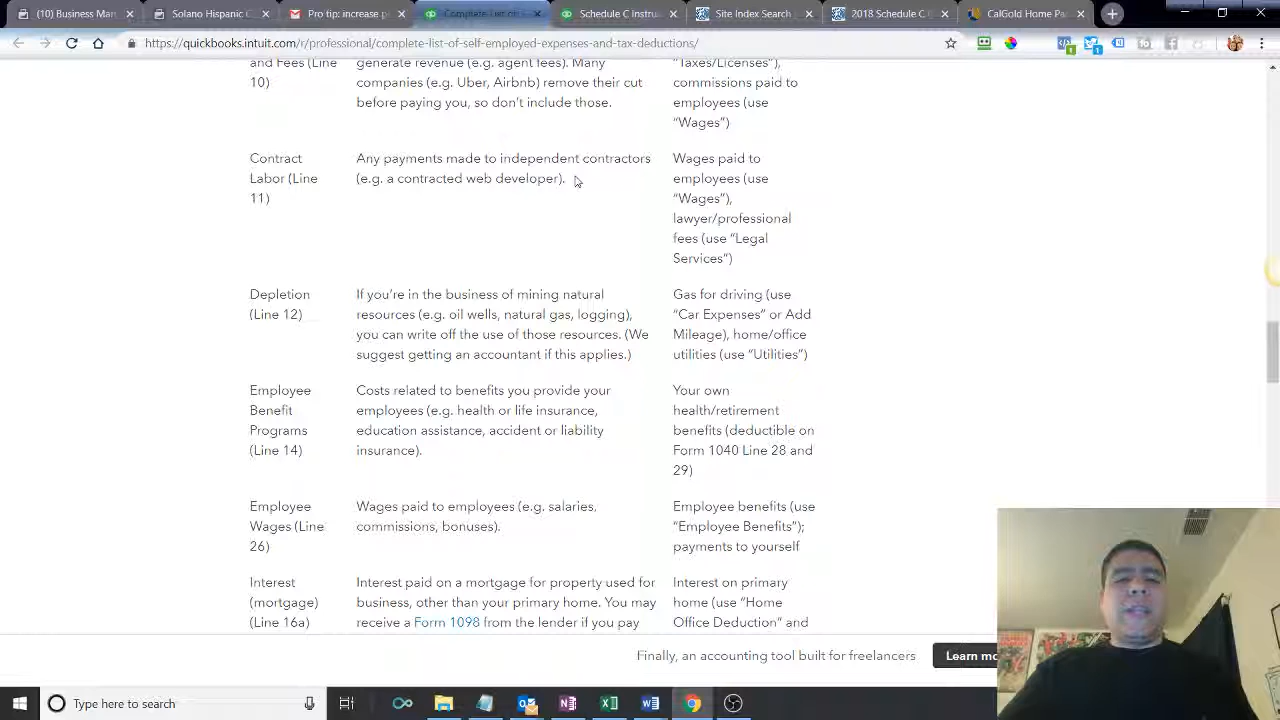 (10) Business Mar
Solano Hispanic C
Pro tip: increase p
Complete List of
Schedule C Instru
Site Index Search
2018 Schedule C
CalGold Home Pa
https://quickbooks.intuit.com/r/professional/complete-list-of-self-employed-expenses-and-tax-deductions/
and Fees (Line
10)
generate revenue (e.g. agent fees). Many
companies (e.g. Uber, Airbnb) remove their cut
before paying you, so don't include those.
"Taxes/Licenses"),
commissions paid to
employees (use
"Wages")
Contract
Labor (Line
11)
Any payments made to independent contractors
(e.g. a contracted web developer).
Wages paid to
employees (use
"Wages"),
lawyer/professional
fees (use "Legal
Services")
Depletion
(Line 12)
If you're in the business of mining natural
resources (e.g. oil wells, natural gas, logging),
you can write off the use of those resources. (We
suggest getting an accountant if this applies.)
Gas for driving (use
"Car Expenses" or Add
Mileage), home/office
utilities (use "Utilities")
Employee
Benefit
Programs
(Line 14)
Costs related to benefits you provide your
employees (e.g. health or life insurance,
education assistance, accident or liability
insurance).
Your own
health/retirement
benefits (deductible on
Form 1040 Line 28 and
29)
Employee
Wages (Line
26)
Wages paid to employees (e.g. salaries,
commissions, bonuses).
Employee benefits (use
"Employee Benefits");
payments to yourself
Interest
(mortgage)
(Line 16a)
Interest paid on a mortgage for property used for
business, other than your primary home. You may
receive a Form 1098 from the lender if you pay
Interest on primary
home (use "Home
Office Deduction" and
Finally, an accounting tool built for freelancers
Learn mo
Type here to search